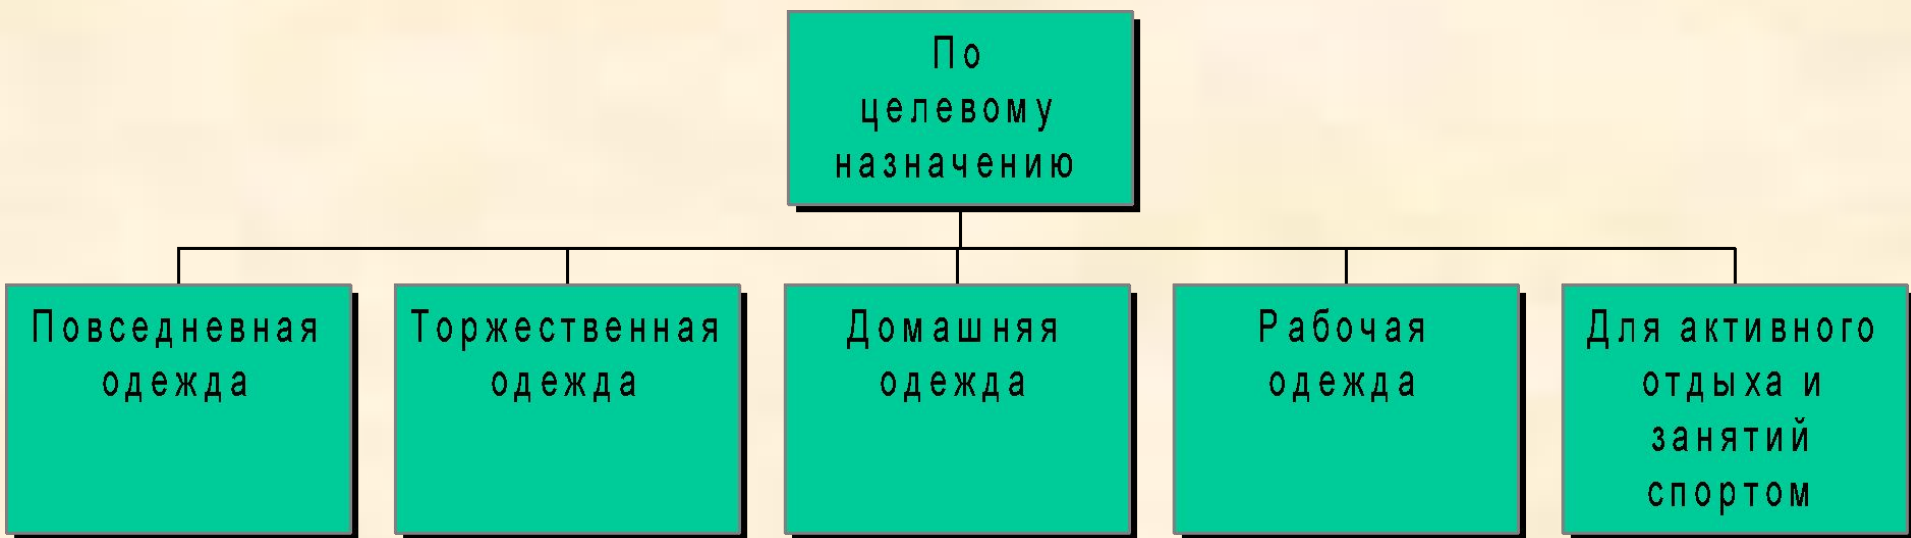 По
целевому
назначению
Повседневная
одежда
Торжественная
одежда
Домашняя
одежда
Рабочая
одежда
Для активного
отдыха и
занятий
спортом